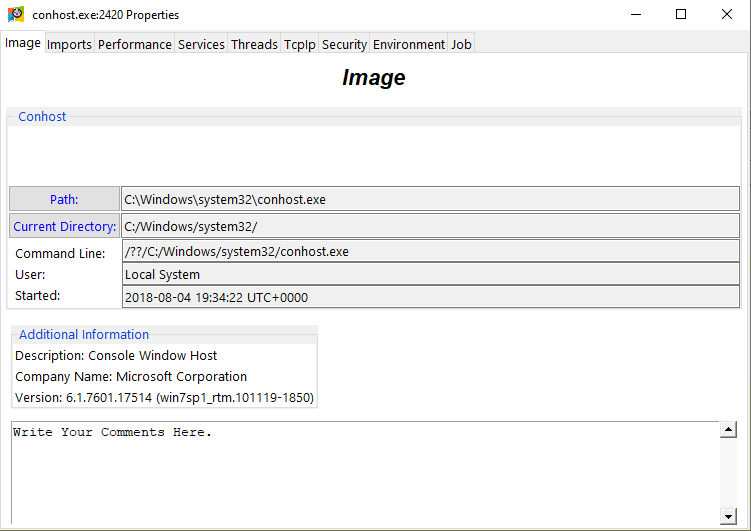 conhost.exe:2420 Properties
Image Imports Performance Services Threads TcpIp Security Environment Job
Image
Conhost
Path: C:\Windows\system32\conhost.exe
Current Directory: C:/Windows/system32/
Command Line: /??/C:/Windows/system32/conhost.exe
User: Local System
Started: 2018-08-04 19:34:22 UTC+0000
Additional Information
Description: Console Window Host
Company Name: Microsoft Corporation
Version: 6.1.7601.17514 (win7sp1_rtm.101119-1850)
Write Your Comments Here.